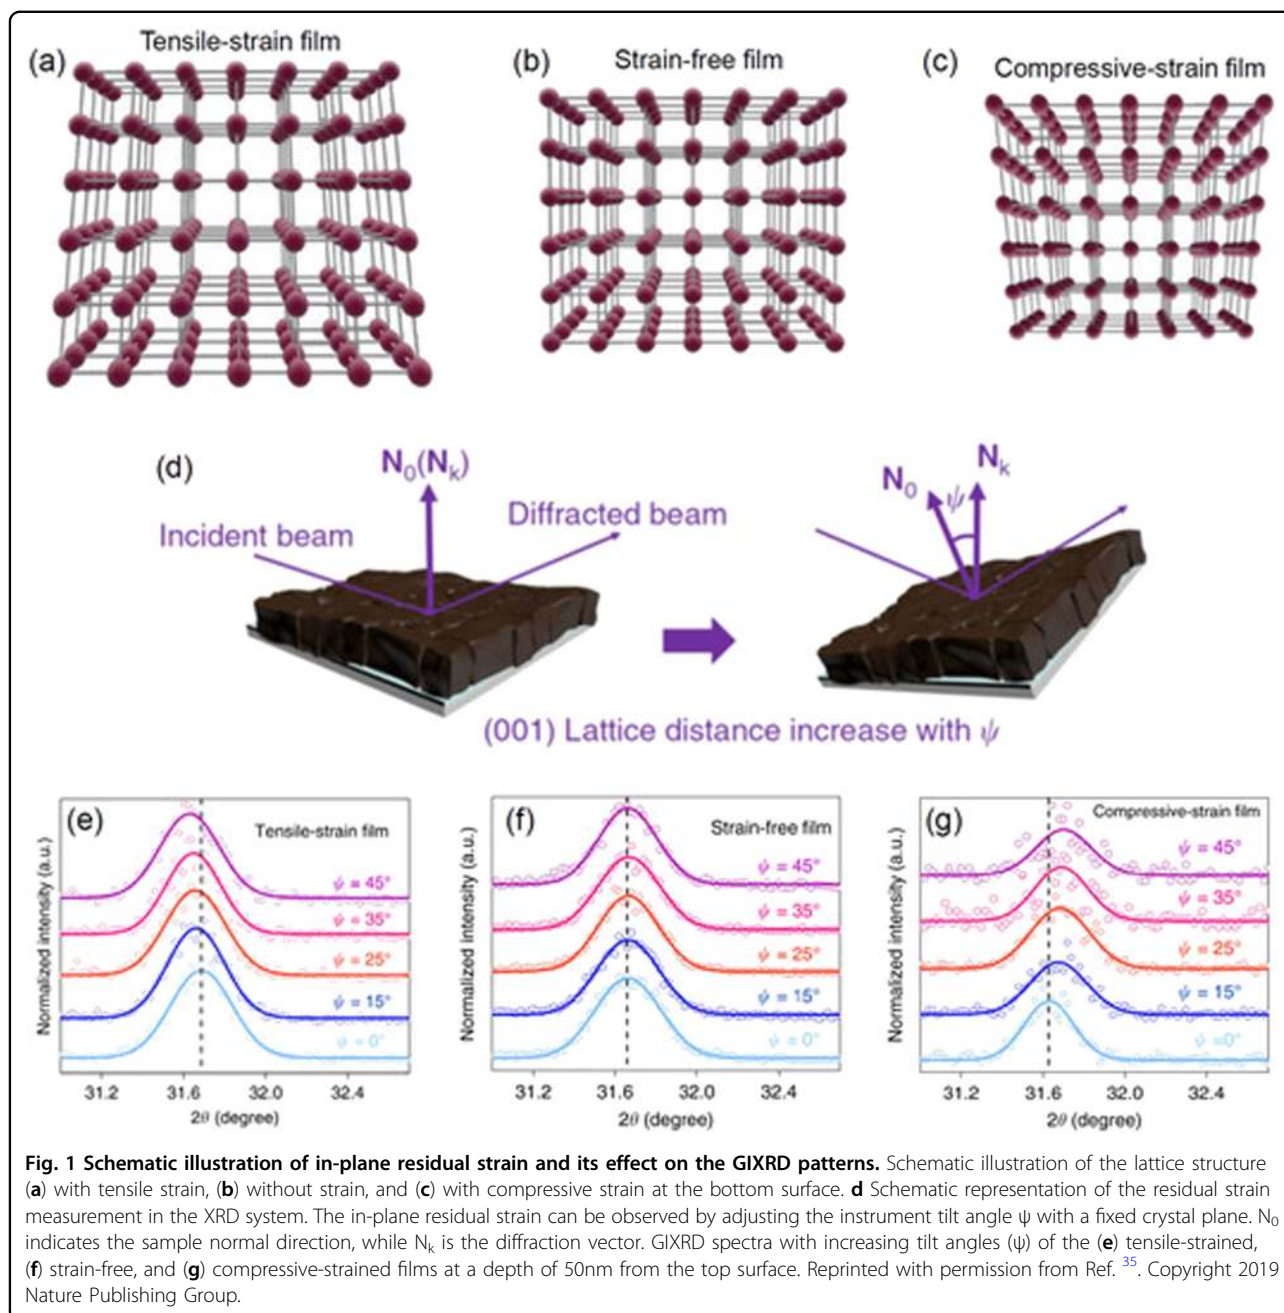 Tensile-strain film
(a)
(b)
Strain-free film
(c)
Compressive-strain film
(d)
N0(Nk)
Incident beam
Diffracted beam
N0
ψ
Nk
(001) Lattice distance increase with ψ
(e)
Tensile-strain film
ψ = 45°
ψ = 35°
ψ = 25°
ψ = 15°
ψ = 0°
Normalized intensity (a.u.)
31.2 31.6 32.0 32.4
2θ (degree)
(f)
Strain-free film
ψ = 45°
ψ = 35°
ψ = 25°
ψ = 15°
ψ = 0°
Normalized intensity (a.u.)
31.2 31.6 32.0 32.4
2θ (degree)
(g)
Compressive-strain film
ψ = 45°
ψ = 35°
ψ = 25°
ψ = 15°
ψ =0°
Normalized intensity (a.u.)
31.2 31.6 32.0 32.4
2θ (degree)
Fig. 1 Schematic illustration of in-plane residual strain and its effect on the GIXRD patterns. Schematic illustration of the lattice structure
(a) with tensile strain, (b) without strain, and (c) with compressive strain at the bottom surface. d Schematic representation of the residual strain
measurement in the XRD system. The in-plane residual strain can be observed by adjusting the instrument tilt angle ψ with a fixed crystal plane. N0
indicates the sample normal direction, while Nk is the diffraction vector. GIXRD spectra with increasing tilt angles (ψ) of the (e) tensile-strained,
(f) strain-free, and (g) compressive-strained films at a depth of 50nm from the top surface. Reprinted with permission from Ref. 35. Copyright 2019
Nature Publishing Group.